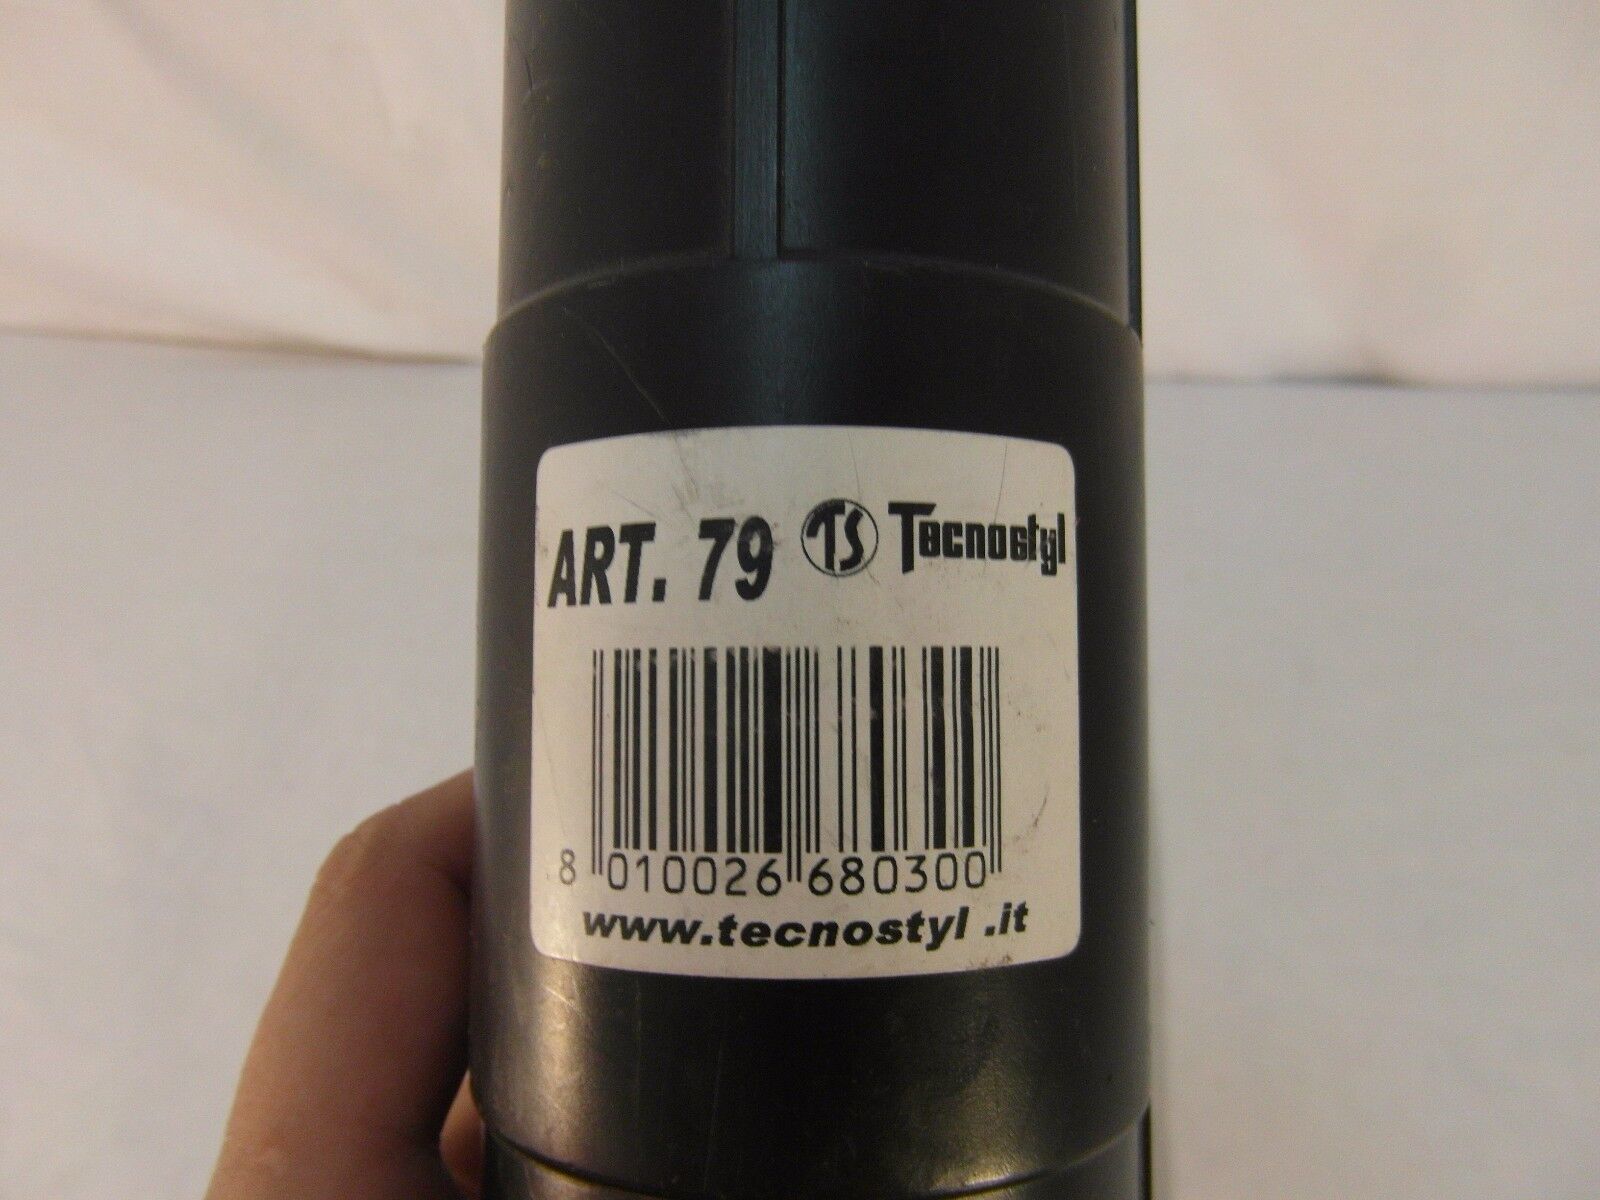 ART. 79 TS Tecnostyl
8 010026 680300
www.tecnostyl .it